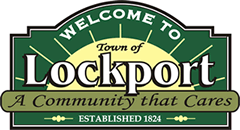 WELCOME TO
Town of
Lockport
A Community that Cares
ESTABLISHED 1824